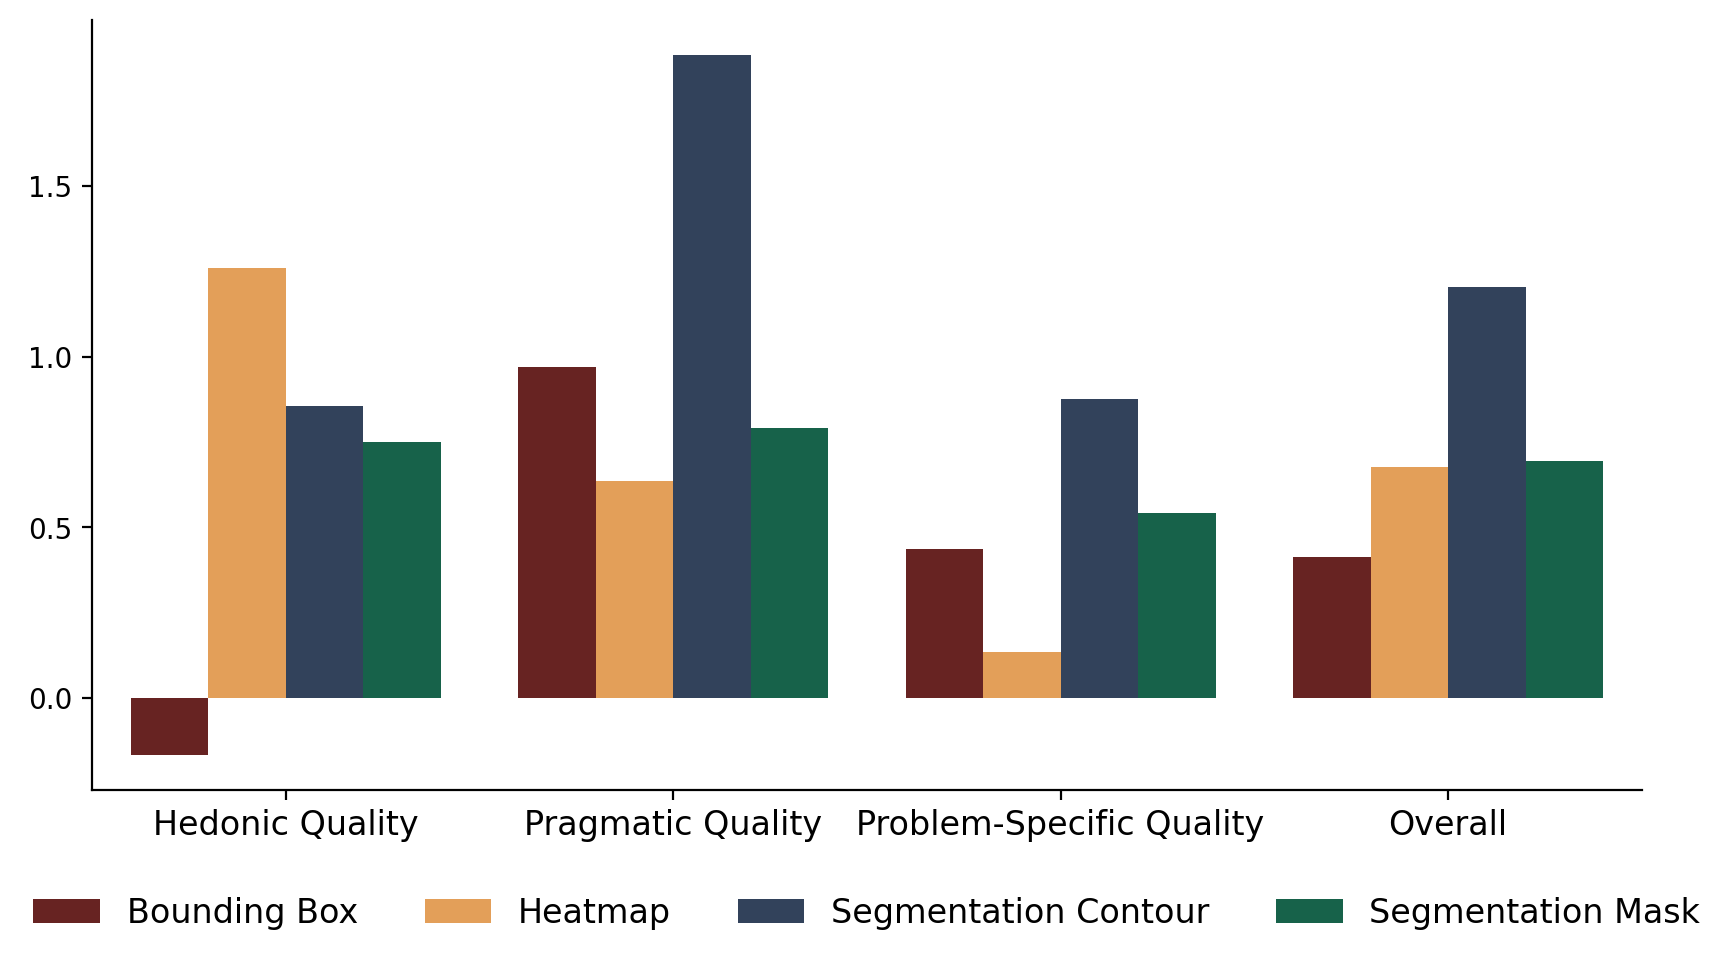 1.5
1.0
0.5
0.0
Hedonic Quality Pragmatic Quality Problem-Specific Quality Overall
Bounding Box Heatmap Segmentation Contour Segmentation Mask